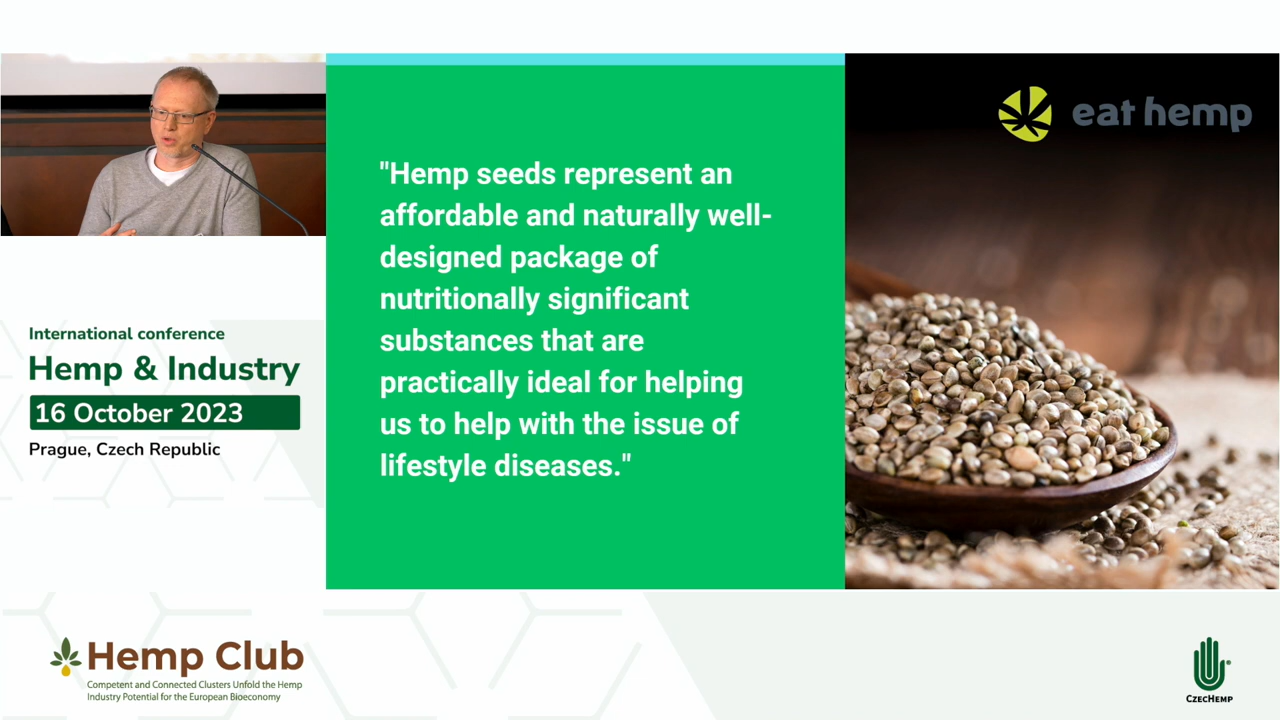 International conference
Hemp & Industry
16 October 2023
Prague, Czech Republic
"Hemp seeds represent an
affordable and naturally well-
designed package of
nutritionally significant
substances that are
practically ideal for helping
us to help with the issue of
lifestyle diseases."
eat hemp
Hemp Club
Competent and Connected Clusters Unfold the Hemp
Industry Potential for the European Bioeconomy
CZECHEMP